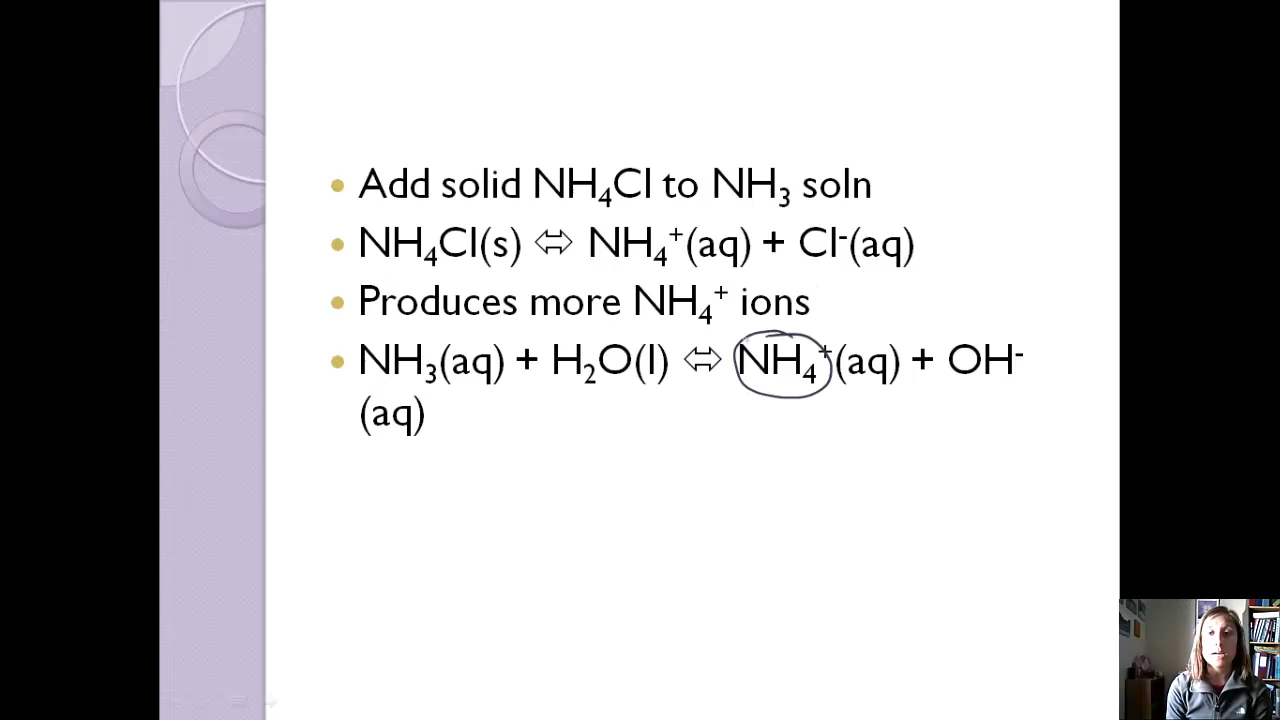 Add solid NH₄Cl to NH₃ soln
NH₄Cl(s) ⬄ NH₄⁺(aq) + Cl⁻(aq)
Produces more NH₄⁺ ions
NH₃(aq) + H₂O(l) ⬄ NH₄⁺(aq) + OH⁻
(aq)